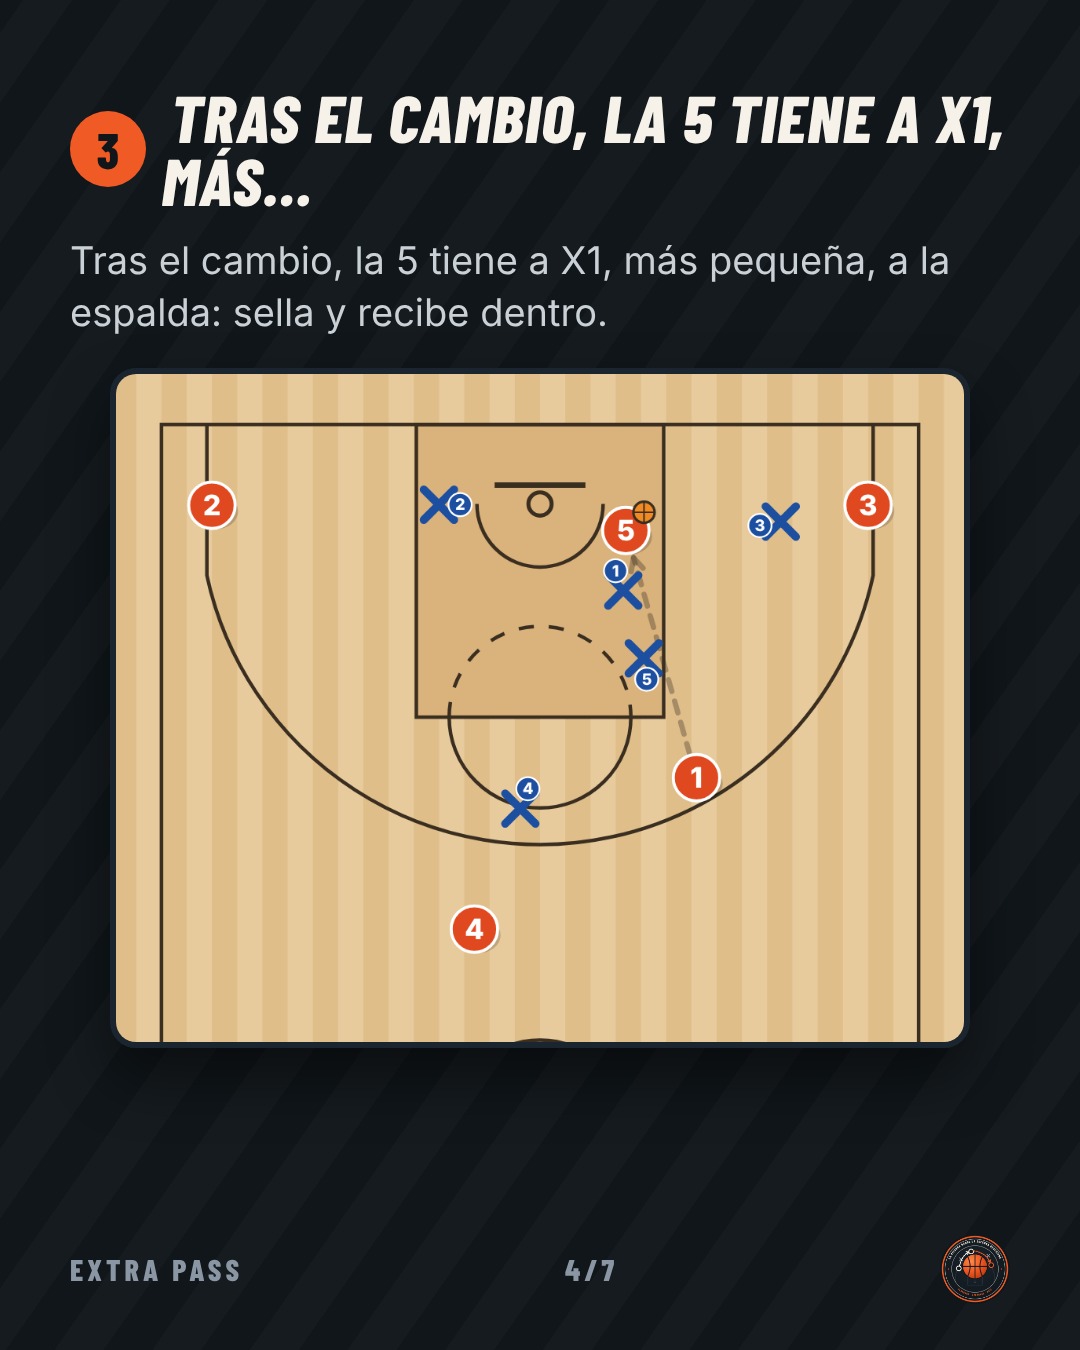 3
TRAS EL CAMBIO, LA 5 TIENE A X1,
MÁS...
Tras el cambio, la 5 tiene a X1, más pequeña, a la
espalda: sella y recibe dentro.
2
2
5
3
3
1
5
1
4
4
EXTRA PASS
4/7